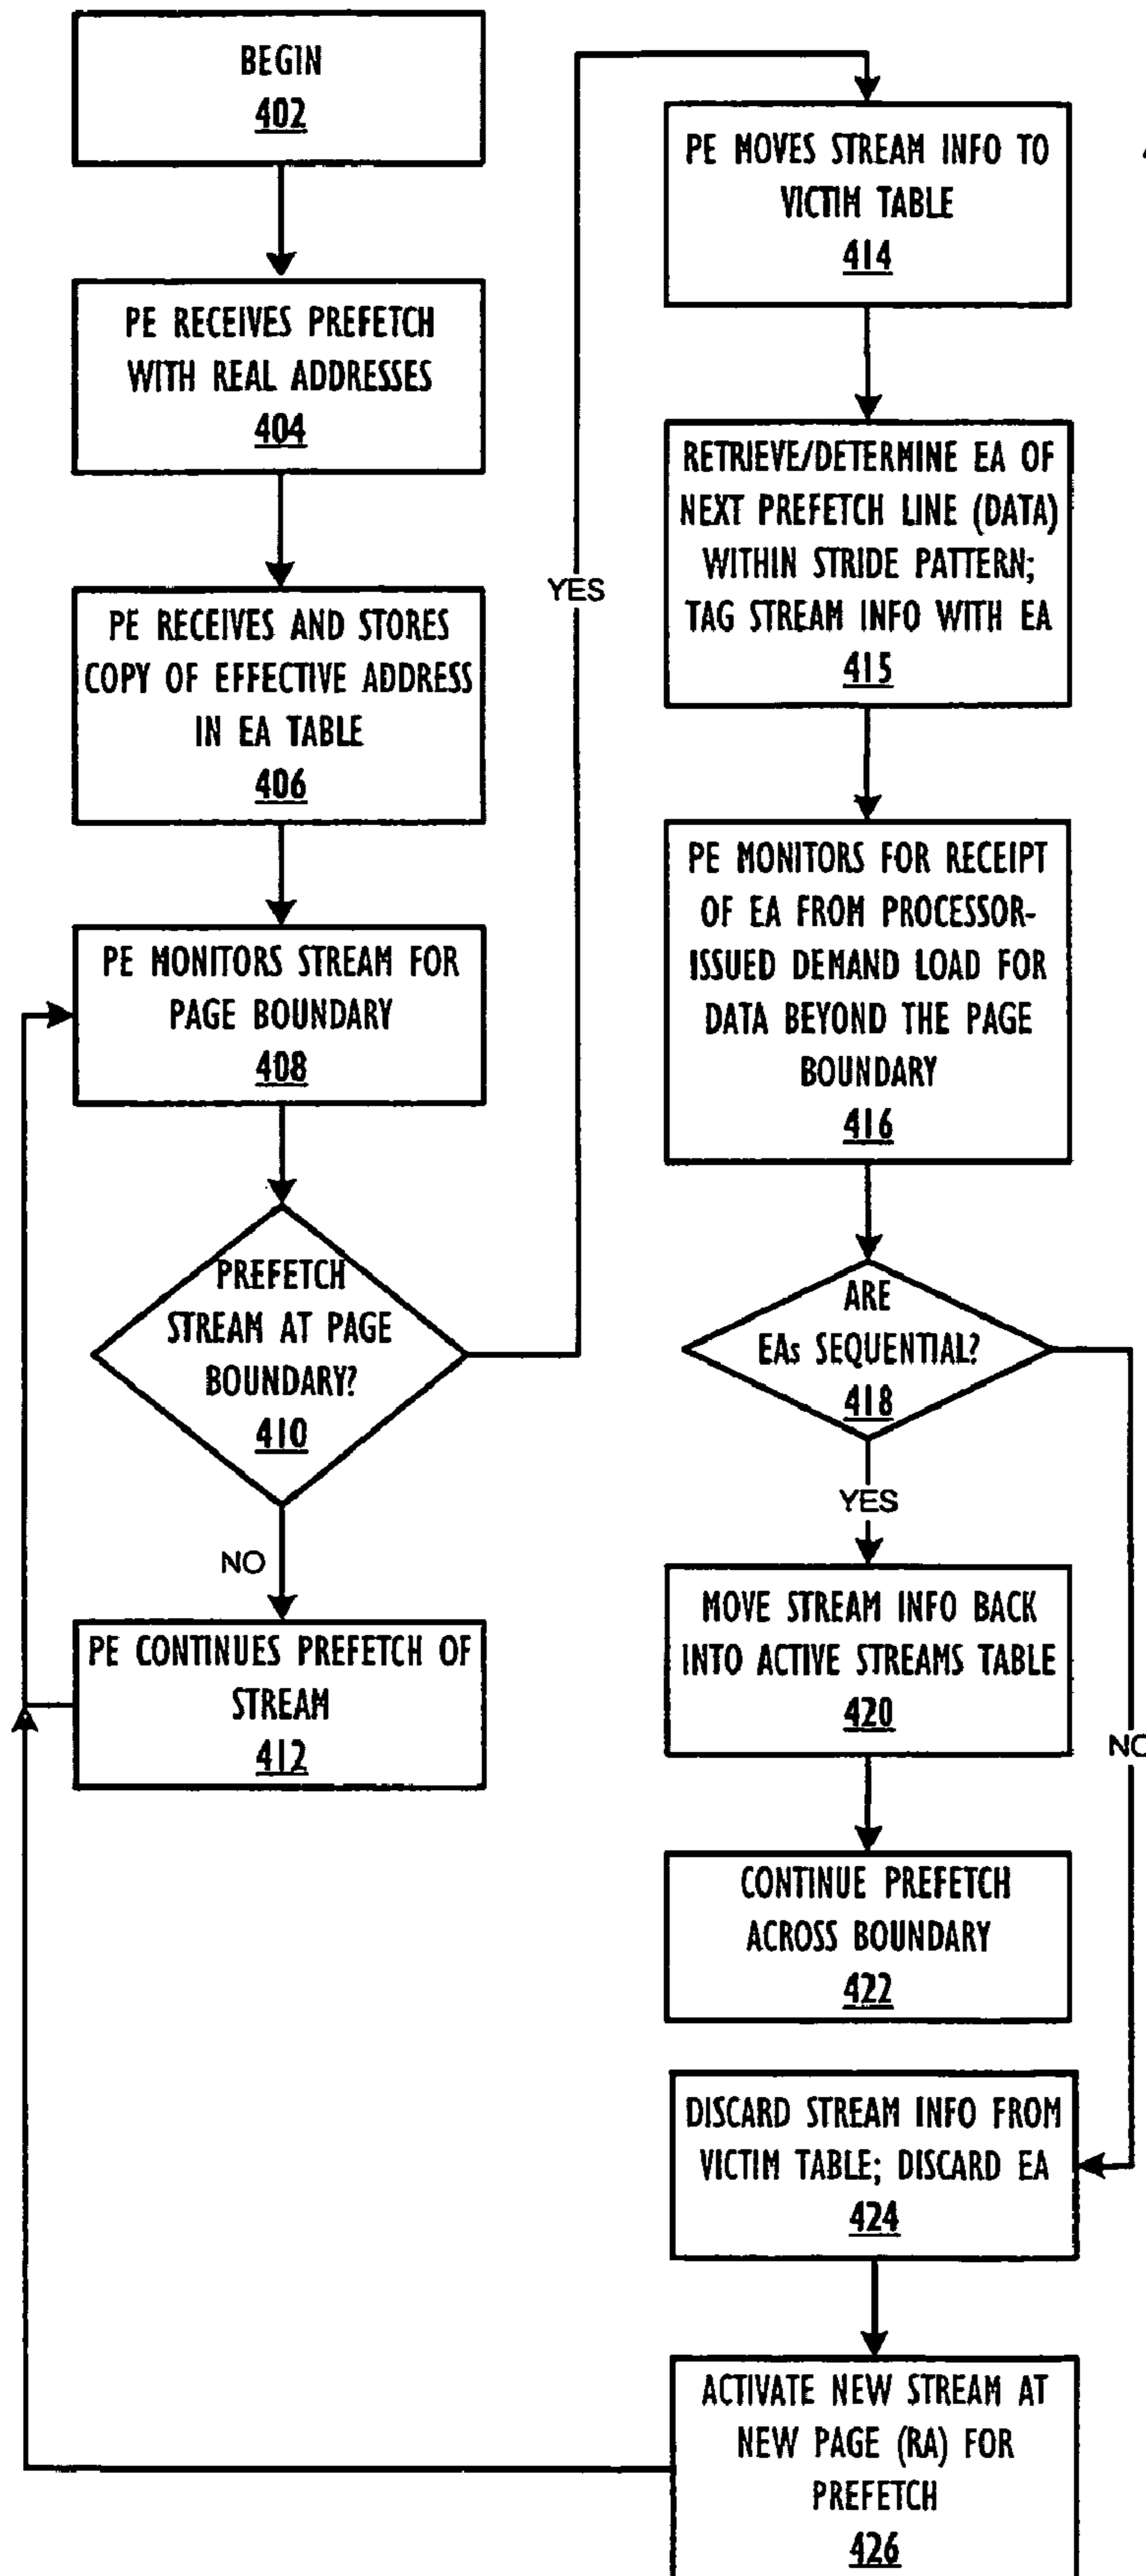 BEGIN
402
PE RECEIVES PREFETCH
WITH REAL ADDRESSES
404
PE RECEIVES AND STORES
COPY OF EFFECTIVE ADDRESS
IN EA TABLE
406
PE MONITORS STREAM FOR
PAGE BOUNDARY
408
PREFETCH
STREAM AT PAGE
BOUNDARY?
410
NO
PE CONTINUES PREFETCH OF
STREAM
412
YES
PE MOVES STREAM INFO TO
VICTIM TABLE
414
RETRIEVE/DETERMINE EA OF
NEXT PREFETCH LINE (DATA)
WITHIN STRIDE PATTERN;
TAG STREAM INFO WITH EA
415
PE MONITORS FOR RECEIPT
OF EA FROM PROCESSOR-
ISSUED DEMAND LOAD FOR
DATA BEYOND THE PAGE
BOUNDARY
416
ARE
EAs SEQUENTIAL?
418
YES
MOVE STREAM INFO BACK
INTO ACTIVE STREAMS TABLE
420
NO
CONTINUE PREFETCH
ACROSS BOUNDARY
422
DISCARD STREAM INFO FROM
VICTIM TABLE; DISCARD EA
424
ACTIVATE NEW STREAM AT
NEW PAGE (RA) FOR
PREFETCH
426